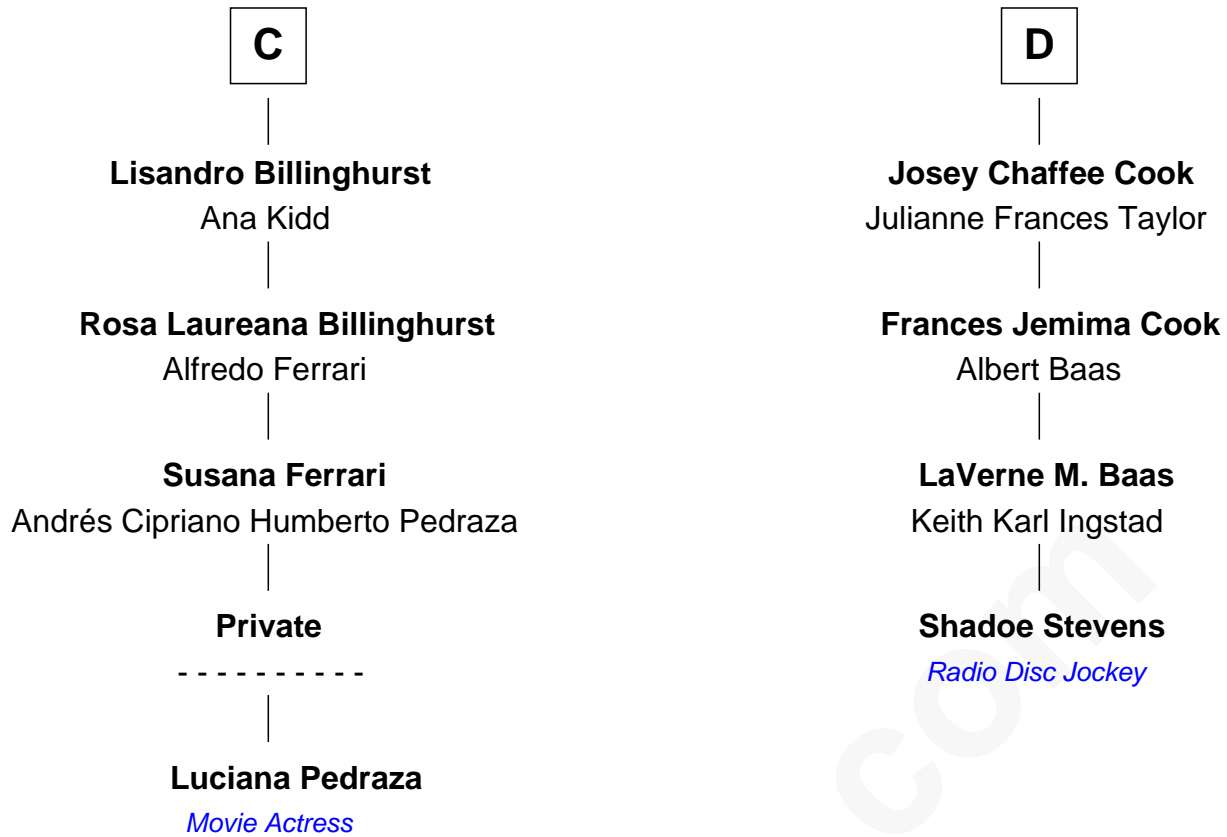 C
Lisandro Billinghurst
Ana Kidd
Rosa Laureana Billinghurst
Alfredo Ferrari
Susana Ferrari
Andrés Cipriano Humberto Pedraza
Private
- - - - - - - - - -
Luciana Pedraza
Movie Actress
D
Josey Chaffee Cook
Julianne Frances Taylor
Frances Jemima Cook
Albert Baas
LaVerne M. Baas
Keith Karl Ingstad
Shadoe Stevens
Radio Disc Jockey
com